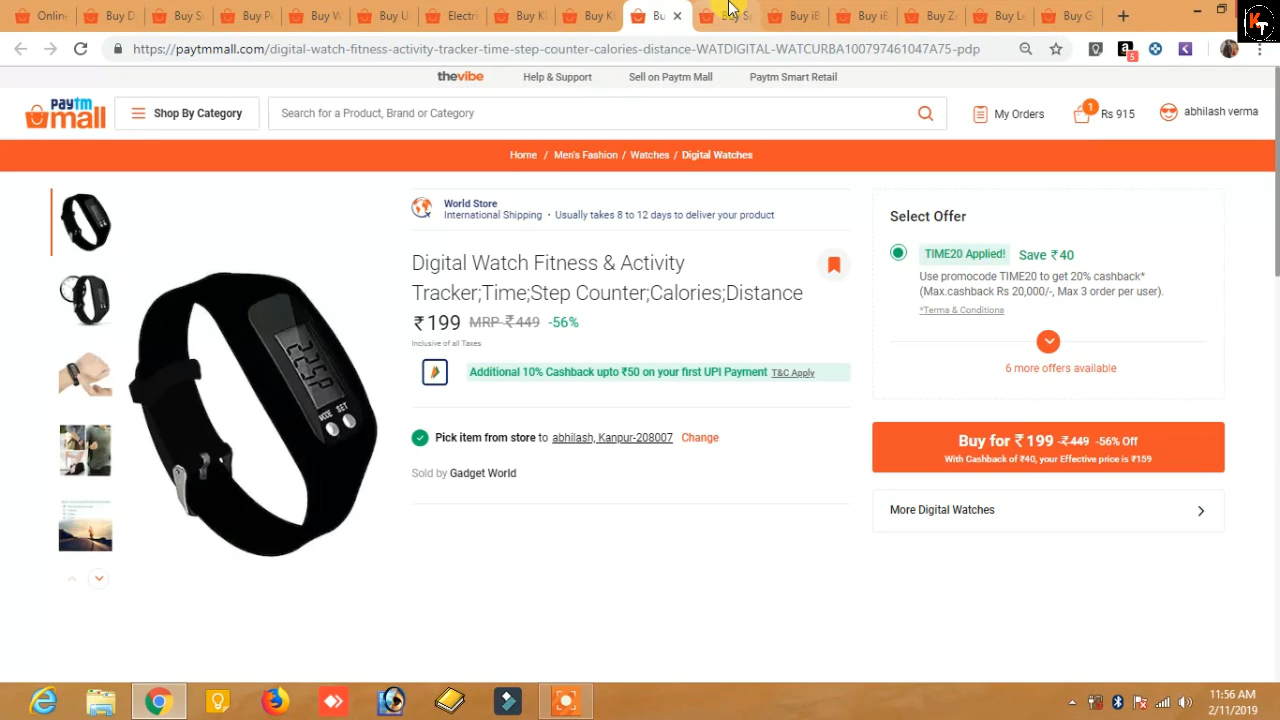 Onlin
Buy D
Buy S
Buy P
Buy W
Buy U
Electri
Buy K
Buy K
Bu
Buy Sa
Buy iB
Buy iB
Buy Z
Buy L
Buy G
KT
https://paytmmall.com/digital-watch-fitness-activity-tracker-time-step-counter-calories-distance-WATDIGITAL-WATCURBA100797461047A75-pdp
5
thevibe
Help & Support
Sell on Paytm Mall
Paytm Smart Retail
paytm
mall
Shop By Category
Search for a Product, Brand or Category
My Orders
1
Rs 915
abhilash verma
Home / Men's Fashion / Watches / Digital Watches
World Store
International Shipping • Usually takes 8 to 12 days to deliver your product
Digital Watch Fitness & Activity
Tracker;Time;Step Counter;Calories;Distance
₹199 MRP ₹449 -56%
Inclusive of all Taxes
Additional 10% Cashback upto ₹50 on your first UPI Payment T&C Apply
Pick item from store to abhilash, Kanpur-208007 Change
Sold by Gadget World
MODE SET
Select Offer
TIME20 Applied! Save ₹40
Use promocode TIME20 to get 20% cashback*
(Max.cashback Rs 20,000/-, Max 3 order per user).
*Terms & Conditions
6 more offers available
Buy for ₹199 ₹449 -56% Off
With Cashback of ₹40, your Effective price is ₹159
More Digital Watches
11:56 AM
2/11/2019